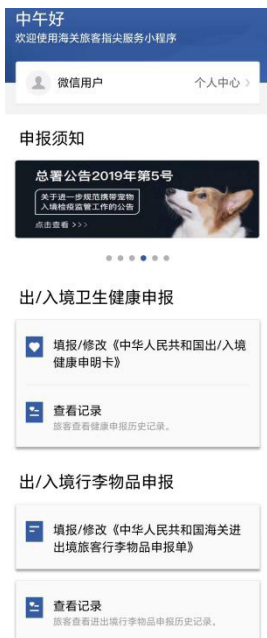 中午好
欢迎使用海关旅客指尖服务小程序
微信用户
个人中心 >
申报须知
总署公告2019年第5号
关于进一步规范携带宠物
入境检疫监管工作的公告
点击查看 >>>
出/入境卫生健康申报
填报/修改《中华人民共和国出/入境
健康申明卡》
查看记录
旅客查看健康申报历史记录。
出/入境行李物品申报
填报/修改《中华人民共和国海关进
出境旅客行李物品申报单》
查看记录
旅客查看进出境行李物品申报历史记录。